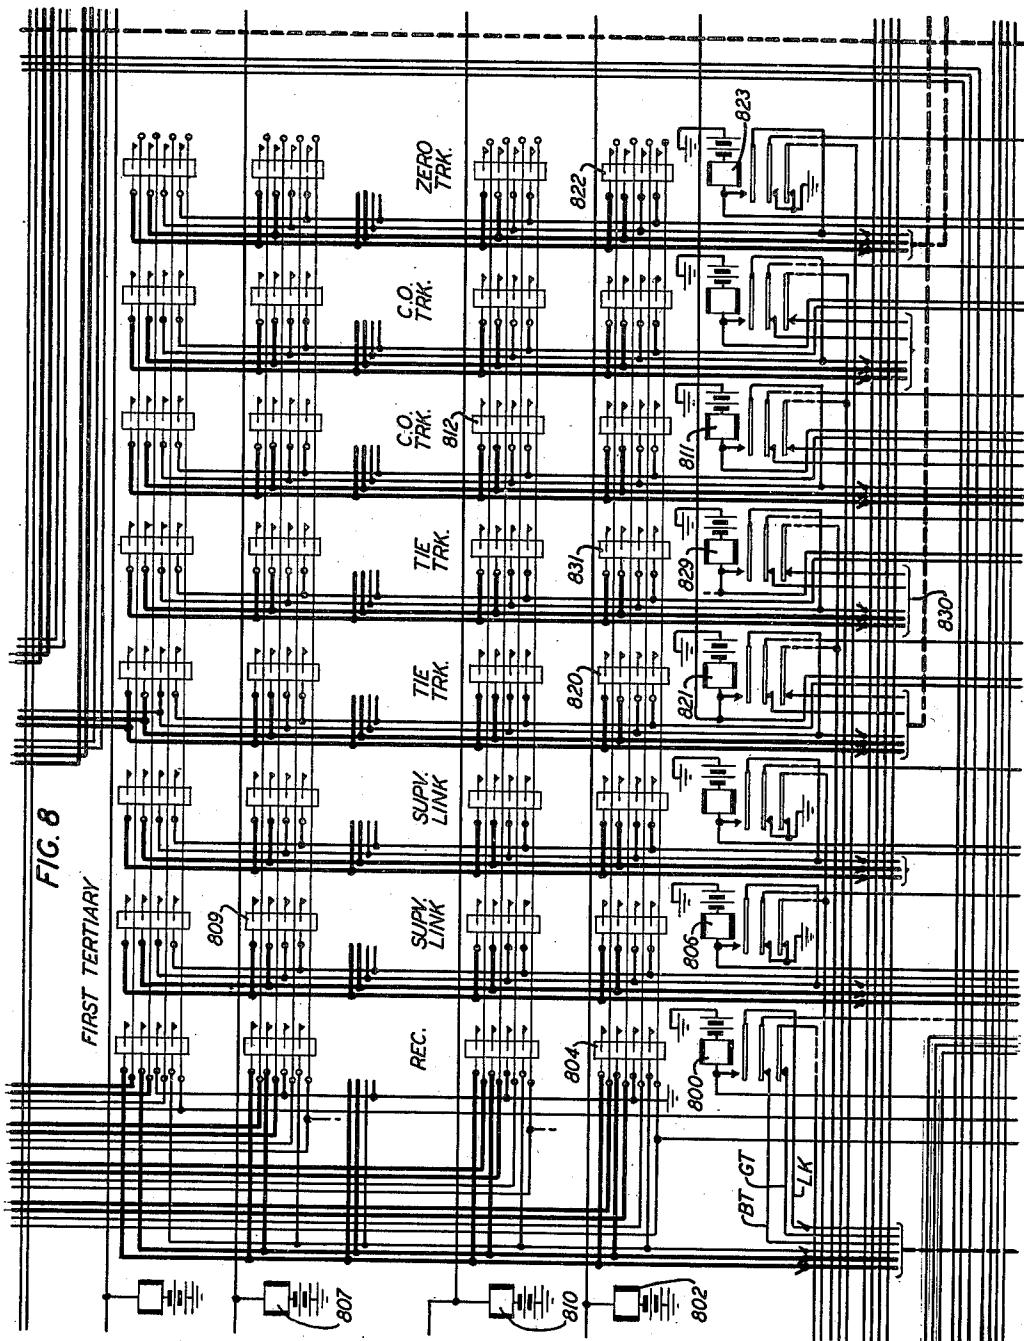 FIG. 8
FIRST TERTIARY
REC.
SUPV.
LINK
SUPV.
LINK
TIE
TRK.
TIE
TRK.
C.O.
TRK.
C.O.
TRK.
ZERO
TRK.
809
812
804
820
831
822
800
806
821
829
811
823
830
BT
GT
LK
807
810
802